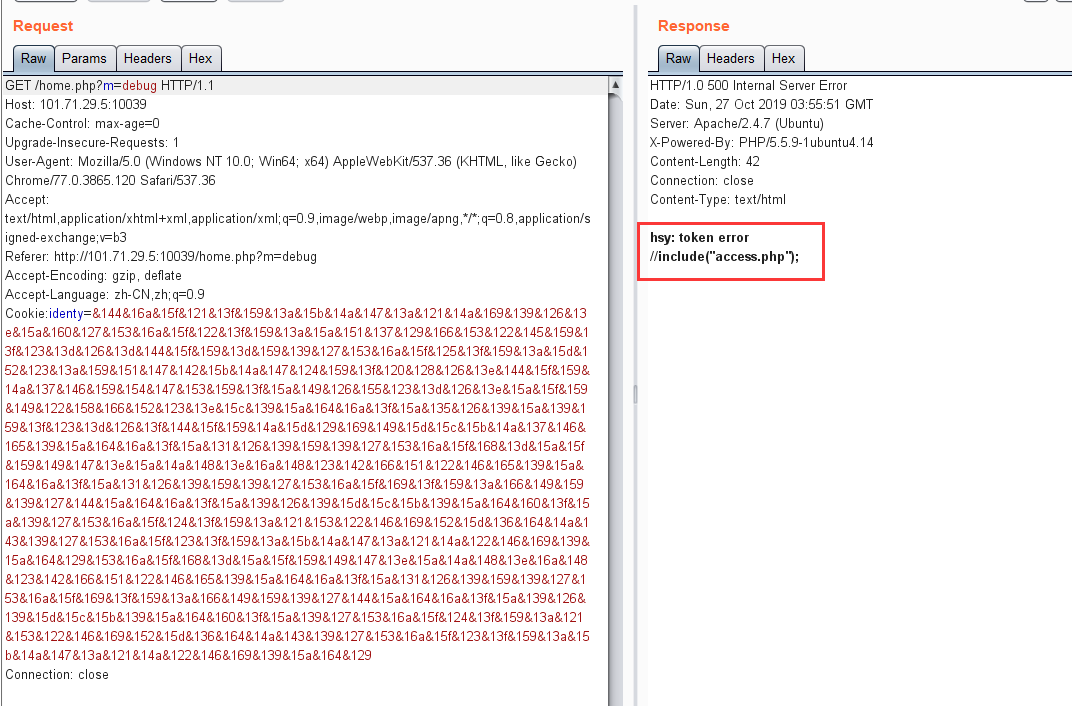 Request
Raw Params Headers Hex
GET /home.php?m=debug HTTP/1.1
Host: 101.71.29.5:10039
Cache-Control: max-age=0
Upgrade-Insecure-Requests: 1
User-Agent: Mozilla/5.0 (Windows NT 10.0; Win64; x64) AppleWebKit/537.36 (KHTML, like Gecko)
Chrome/77.0.3865.120 Safari/537.36
Accept:
text/html,application/xhtml+xml,application/xml;q=0.9,image/webp,image/apng,*/*;q=0.8,application/s
igned-exchange;v=b3
Referer: http://101.71.29.5:10039/home.php?m=debug
Accept-Encoding: gzip, deflate
Accept-Language: zh-CN,zh;q=0.9
Cookie:identy=&144&16a&15f&121&13f&159&13a&15b&14a&147&13a&121&14a&169&139&126&13
e&15a&160&127&153&16a&15f&122&13f&159&13a&15a&151&137&129&166&153&122&145&159&1
3f&123&13d&126&13d&144&15f&159&13d&159&139&127&153&16a&15f&125&13f&159&13a&15d&1
52&123&13a&159&151&147&142&15b&14a&147&124&159&13f&120&128&126&13e&144&15f&159&
14a&137&146&159&154&147&153&159&13f&15a&149&126&155&123&13d&126&13e&15a&15f&159
&149&122&158&166&152&123&13e&15c&139&15a&164&16a&13f&15a&135&126&139&15a&139&1
59&13f&123&13d&126&13f&144&15f&159&14a&15d&129&169&149&15d&15c&15b&14a&137&146&
165&139&15a&164&16a&13f&15a&131&126&139&159&139&127&153&16a&15f&168&13d&15a&15f
&159&149&147&13e&15a&14a&148&13e&16a&148&123&142&166&151&122&146&165&139&15a&
164&16a&13f&15a&131&126&139&159&139&127&153&16a&15f&169&13f&159&13a&166&149&159
&139&127&144&15a&164&16a&13f&15a&139&126&139&15d&15c&15b&139&15a&164&160&13f&15
a&139&127&153&16a&15f&124&13f&159&13a&121&153&122&146&169&152&15d&136&164&14a&1
43&139&127&153&16a&15f&123&13f&159&13a&15b&14a&147&13a&121&14a&122&146&169&139&
15a&164&129&153&16a&15f&168&13d&15a&15f&159&149&147&13e&15a&14a&148&13e&16a&148
&123&142&166&151&122&146&165&139&15a&164&16a&13f&15a&131&126&139&159&139&127&1
53&16a&15f&169&13f&159&13a&166&149&159&139&127&144&15a&164&16a&13f&15a&139&126&
139&15d&15c&15b&139&15a&164&160&13f&15a&139&127&153&16a&15f&124&13f&159&13a&121
&153&122&146&169&152&15d&136&164&14a&143&139&127&153&16a&15f&123&13f&159&13a&15
b&14a&147&13a&121&14a&122&146&169&139&15a&164&129
Connection: close
Response
Raw Headers Hex
HTTP/1.0 500 Internal Server Error
Date: Sun, 27 Oct 2019 03:55:51 GMT
Server: Apache/2.4.7 (Ubuntu)
X-Powered-By: PHP/5.5.9-1ubuntu4.14
Content-Length: 42
Connection: close
Content-Type: text/html
hsy: token error
//include("access.php");